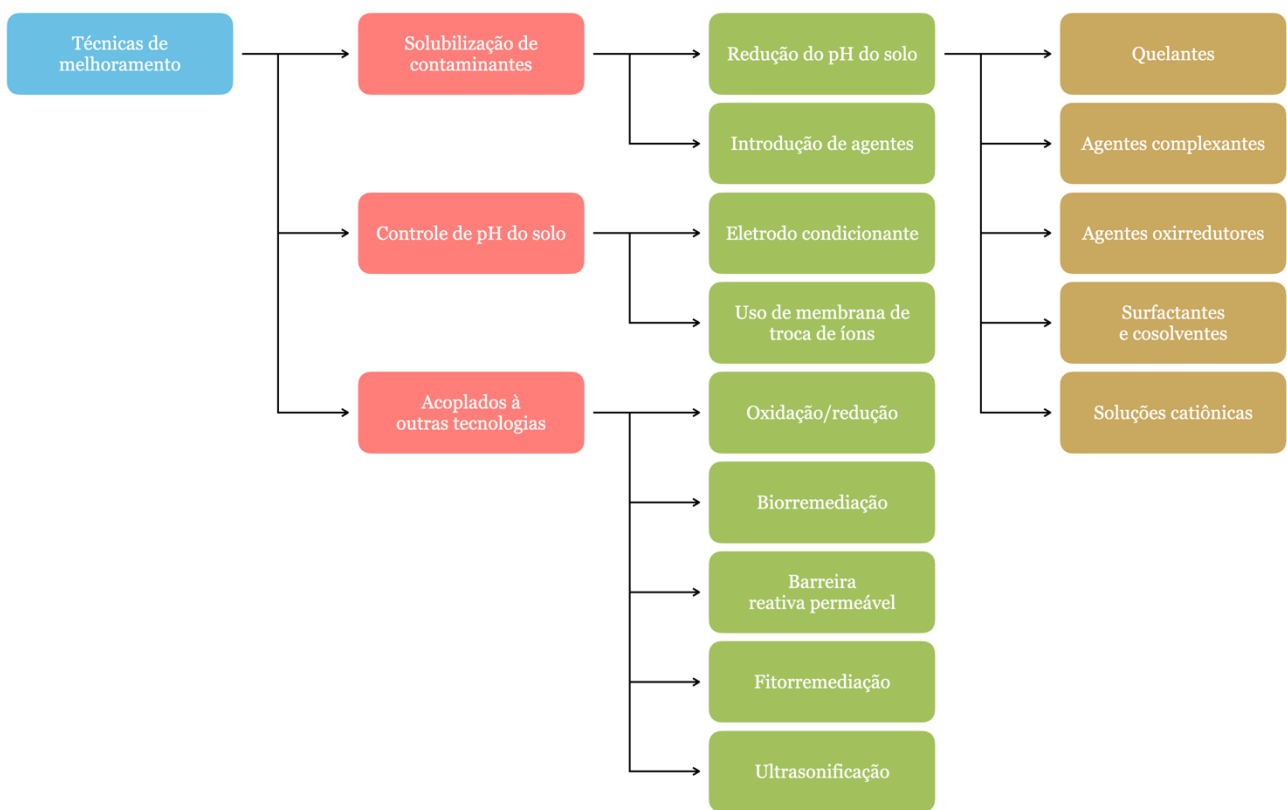 Técnicas de
melhoramento
Solubilização de
contaminantes
Redução do pH do solo
Quelantes
Introdução de agentes
Agentes complexantes
Controle de pH do solo
Eletrodo condicionante
Agentes oxirredutores
Uso de membrana de
troca de íons
Surfactantes
e cosolventes
Acoplados à
outras tecnologias
Oxidação/redução
Soluções catiônicas
Biorremediação
Barreira
reativa permeável
Fitorremediação
Ultrasonificação